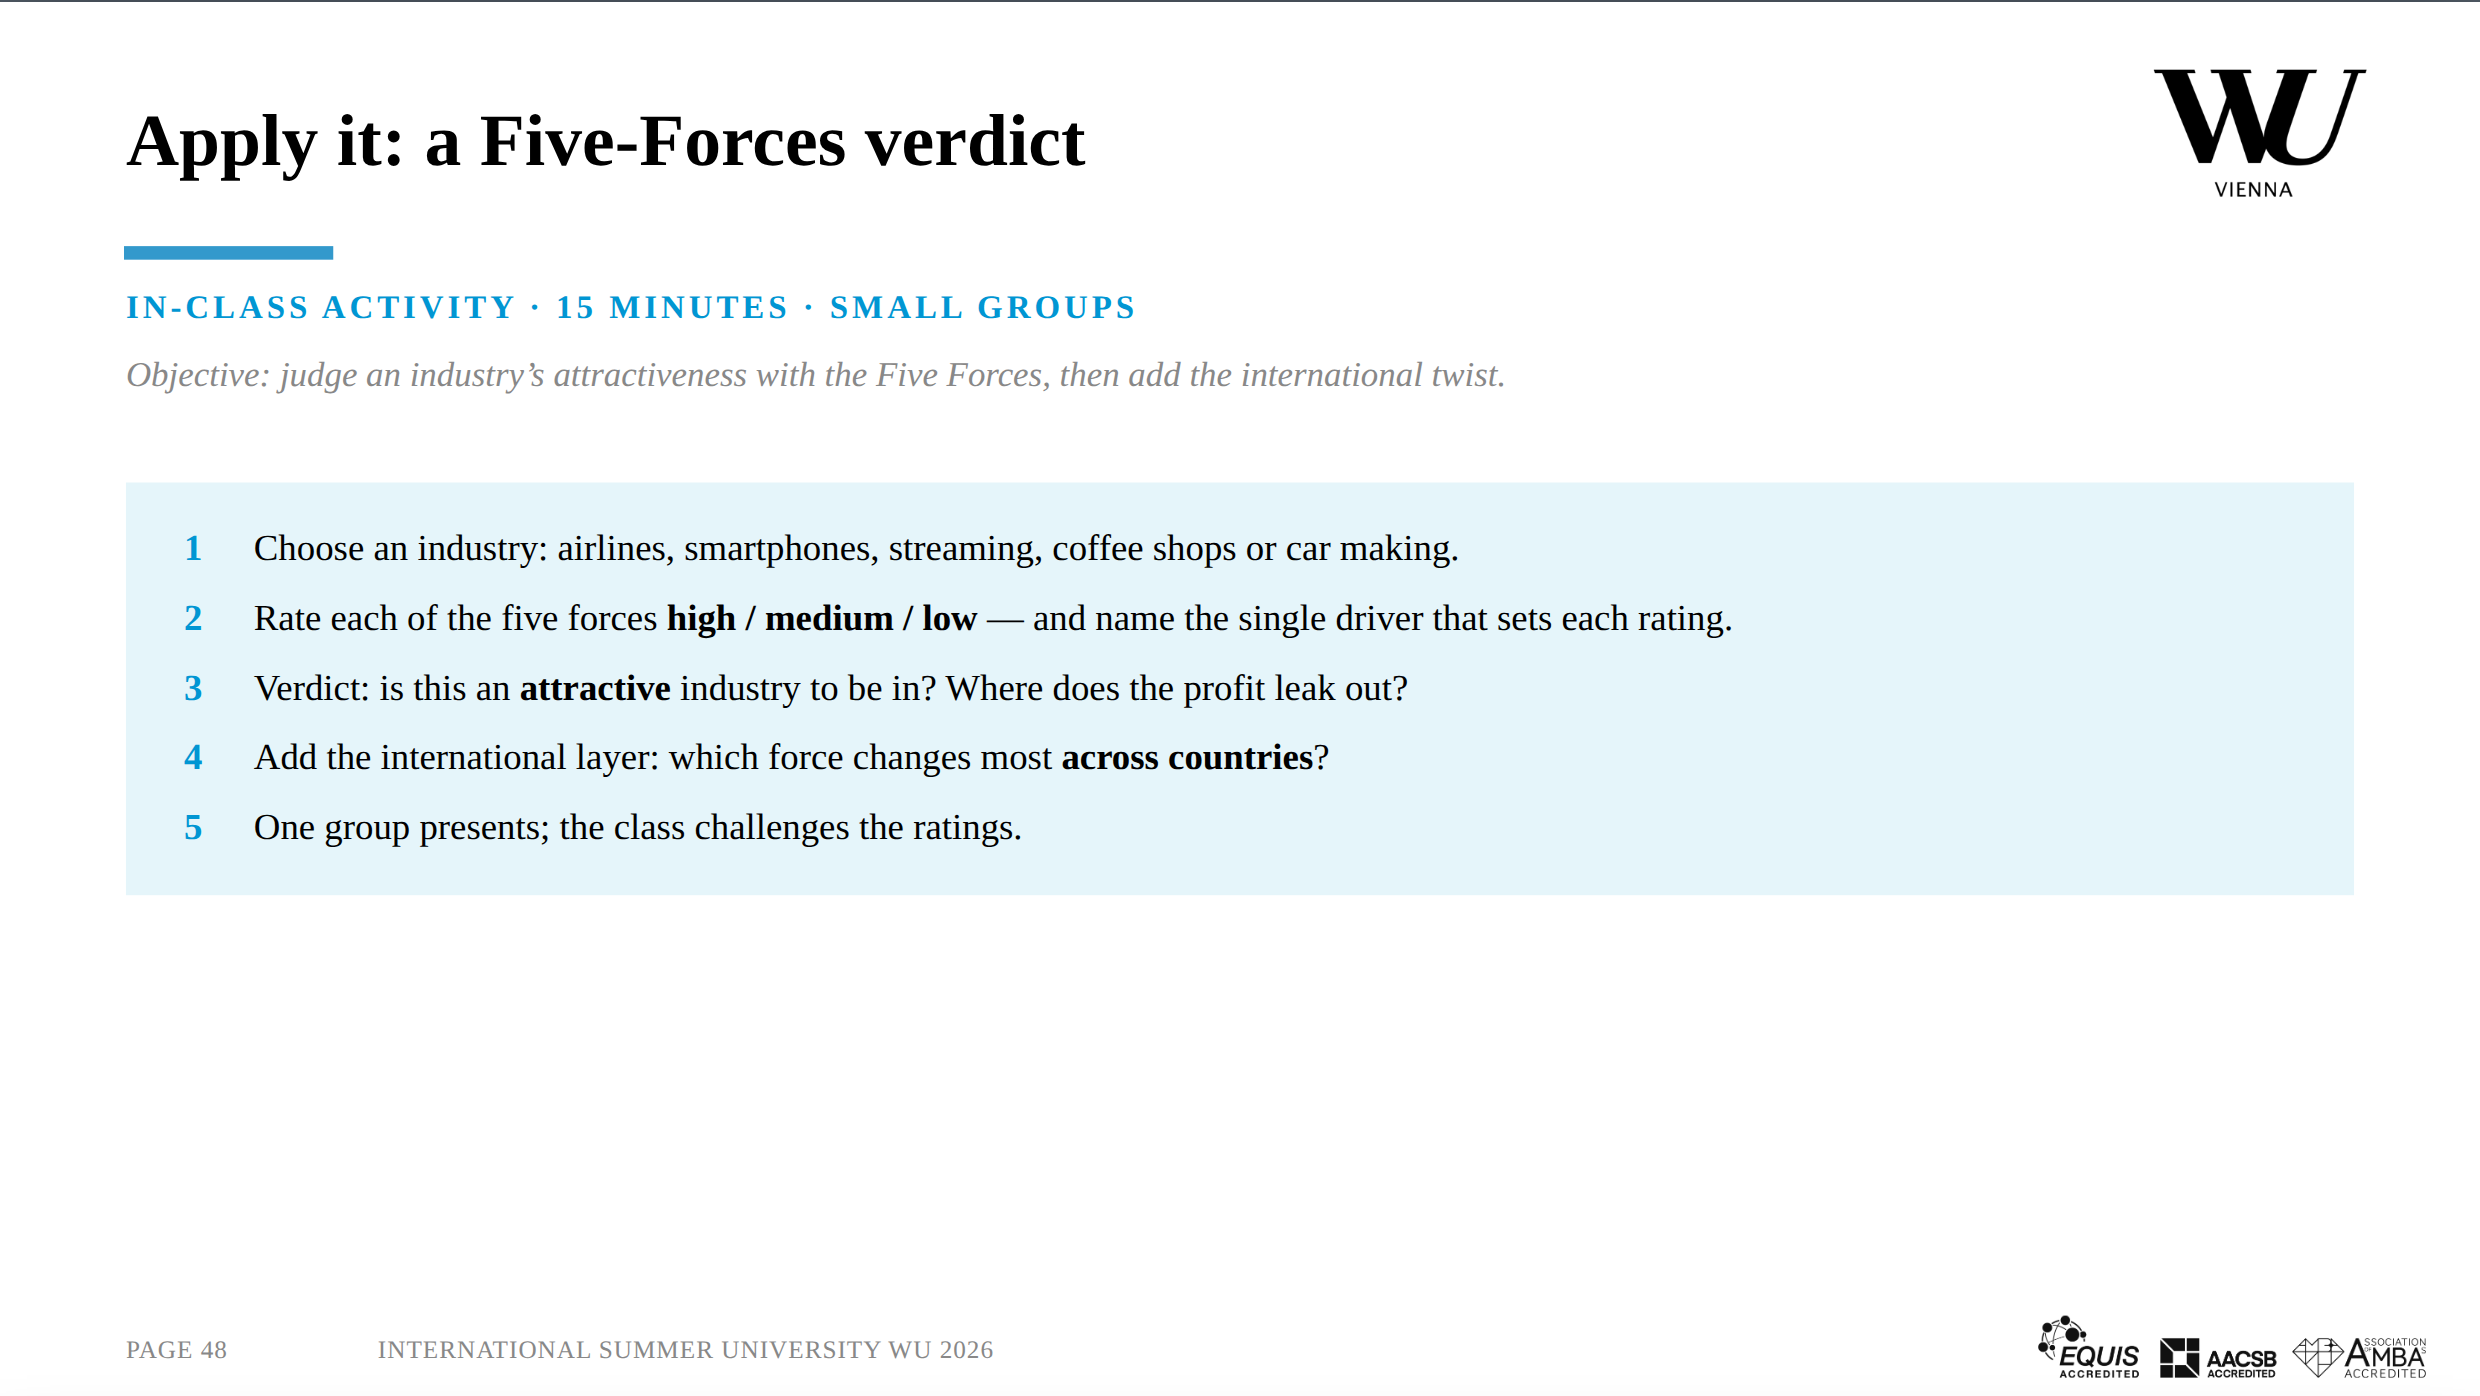 Apply it: a Five-Forces verdict
WU
VIENNA
IN-CLASS ACTIVITY · 15 MINUTES · SMALL GROUPS
Objective: judge an industry’s attractiveness with the Five Forces, then add the international twist.
1 Choose an industry: airlines, smartphones, streaming, coffee shops or car making.
2 Rate each of the five forces high / medium / low — and name the single driver that sets each rating.
3 Verdict: is this an attractive industry to be in? Where does the profit leak out?
4 Add the international layer: which force changes most across countries?
5 One group presents; the class challenges the ratings.
PAGE 48 INTERNATIONAL SUMMER UNIVERSITY WU 2026
EQUIS
ACCREDITED
AACSB
ACCREDITED
ASSOCIATION
OF
AMBAS
ACCREDITED